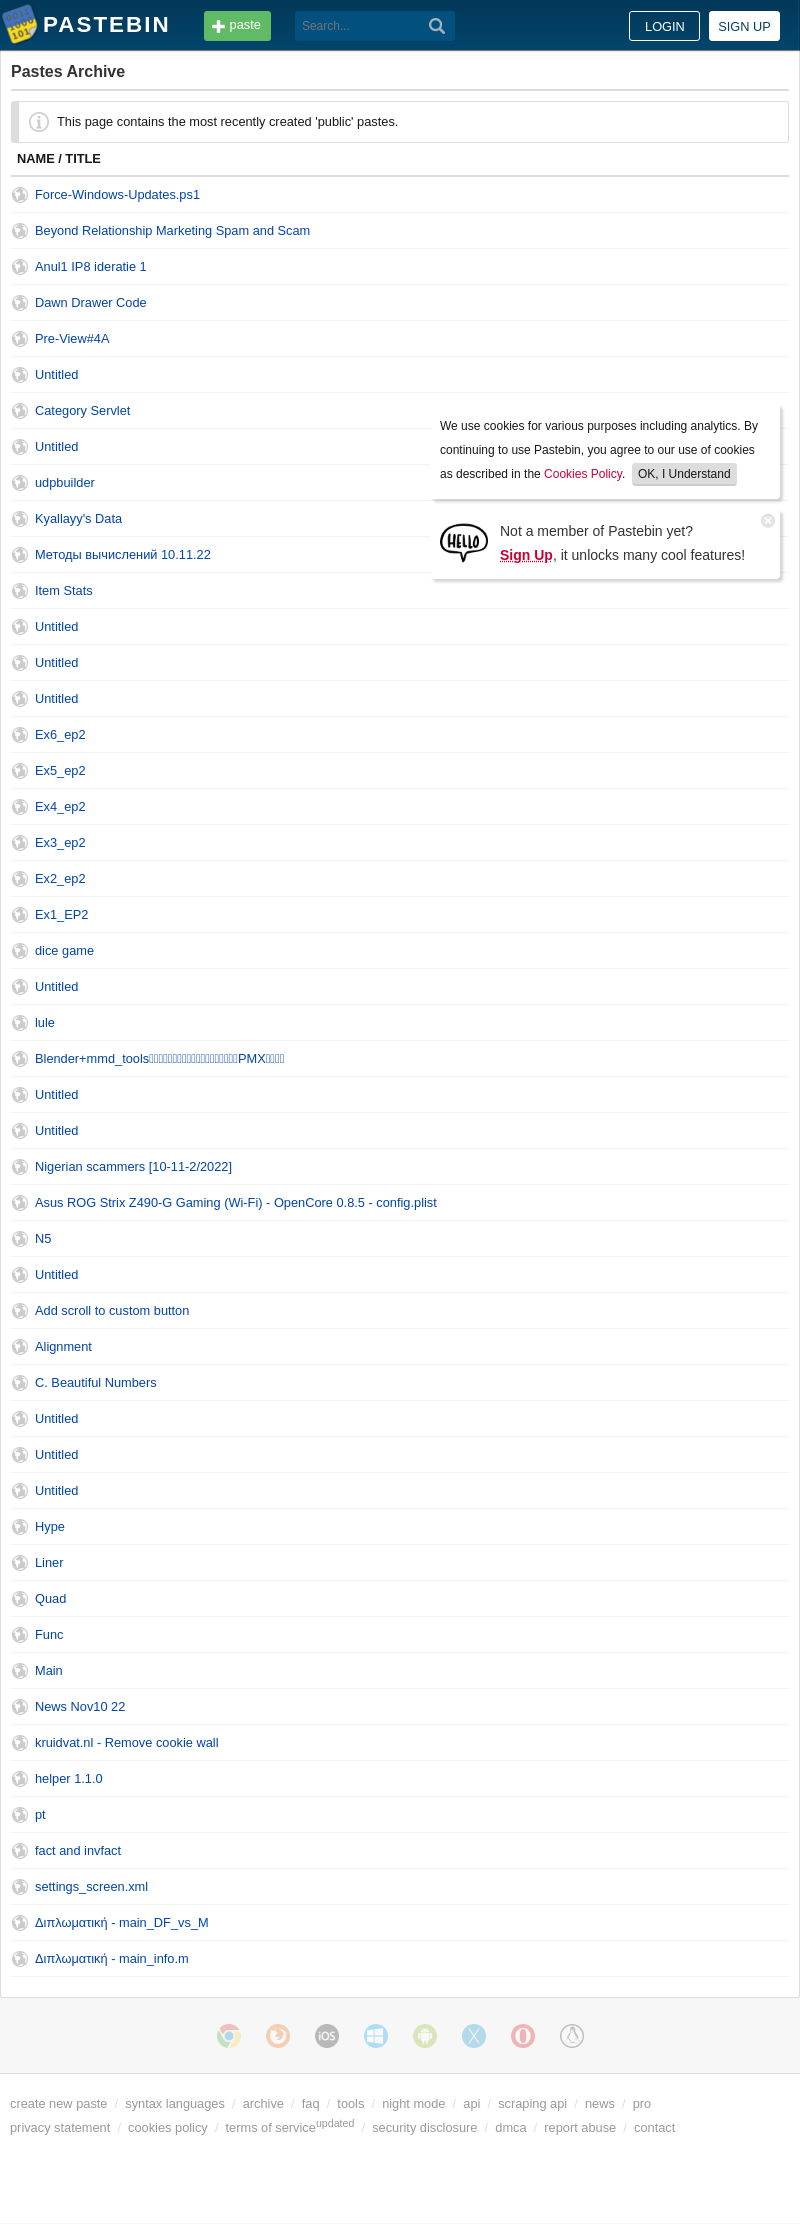 PASTEBIN
paste
Search...
LOGIN
SIGN UP
Pastes Archive
This page contains the most recently created 'public' pastes.
NAME / TITLE
Force-Windows-Updates.ps1
Beyond Relationship Marketing Spam and Scam
Anul1 IP8 ideratie 1
Dawn Drawer Code
Pre-View#4A
Untitled
Category Servlet
Untitled
udpbuilder
Kyallayy's Data
Методы вычислений 10.11.22
We use cookies for various purposes including analytics. By
continuing to use Pastebin, you agree to our use of cookies
as described in the Cookies Policy. OK, I Understand
HELLO
Not a member of Pastebin yet?
Sign Up, it unlocks many cool features!
Item Stats
Untitled
Untitled
Untitled
Ex6_ep2
Ex5_ep2
Ex4_ep2
Ex3_ep2
Ex2_ep2
Ex1_EP2
dice game
Untitled
lule
Blender+mmd_tools PMX
Untitled
Untitled
Nigerian scammers [10-11-2/2022]
Asus ROG Strix Z490-G Gaming (Wi-Fi) - OpenCore 0.8.5 - config.plist
N5
Untitled
Add scroll to custom button
Alignment
C. Beautiful Numbers
Untitled
Untitled
Untitled
Hype
Liner
Quad
Func
Main
News Nov10 22
kruidvat.nl - Remove cookie wall
helper 1.1.0
pt
fact and invfact
settings_screen.xml
Διπλωματική - main_DF_vs_M
Διπλωματική - main_info.m
iOS
create new paste / syntax languages / archive / faq / tools / night mode / api / scraping api / news / pro
privacy statement / cookies policy / terms of service updated / security disclosure / dmca / report abuse / contact